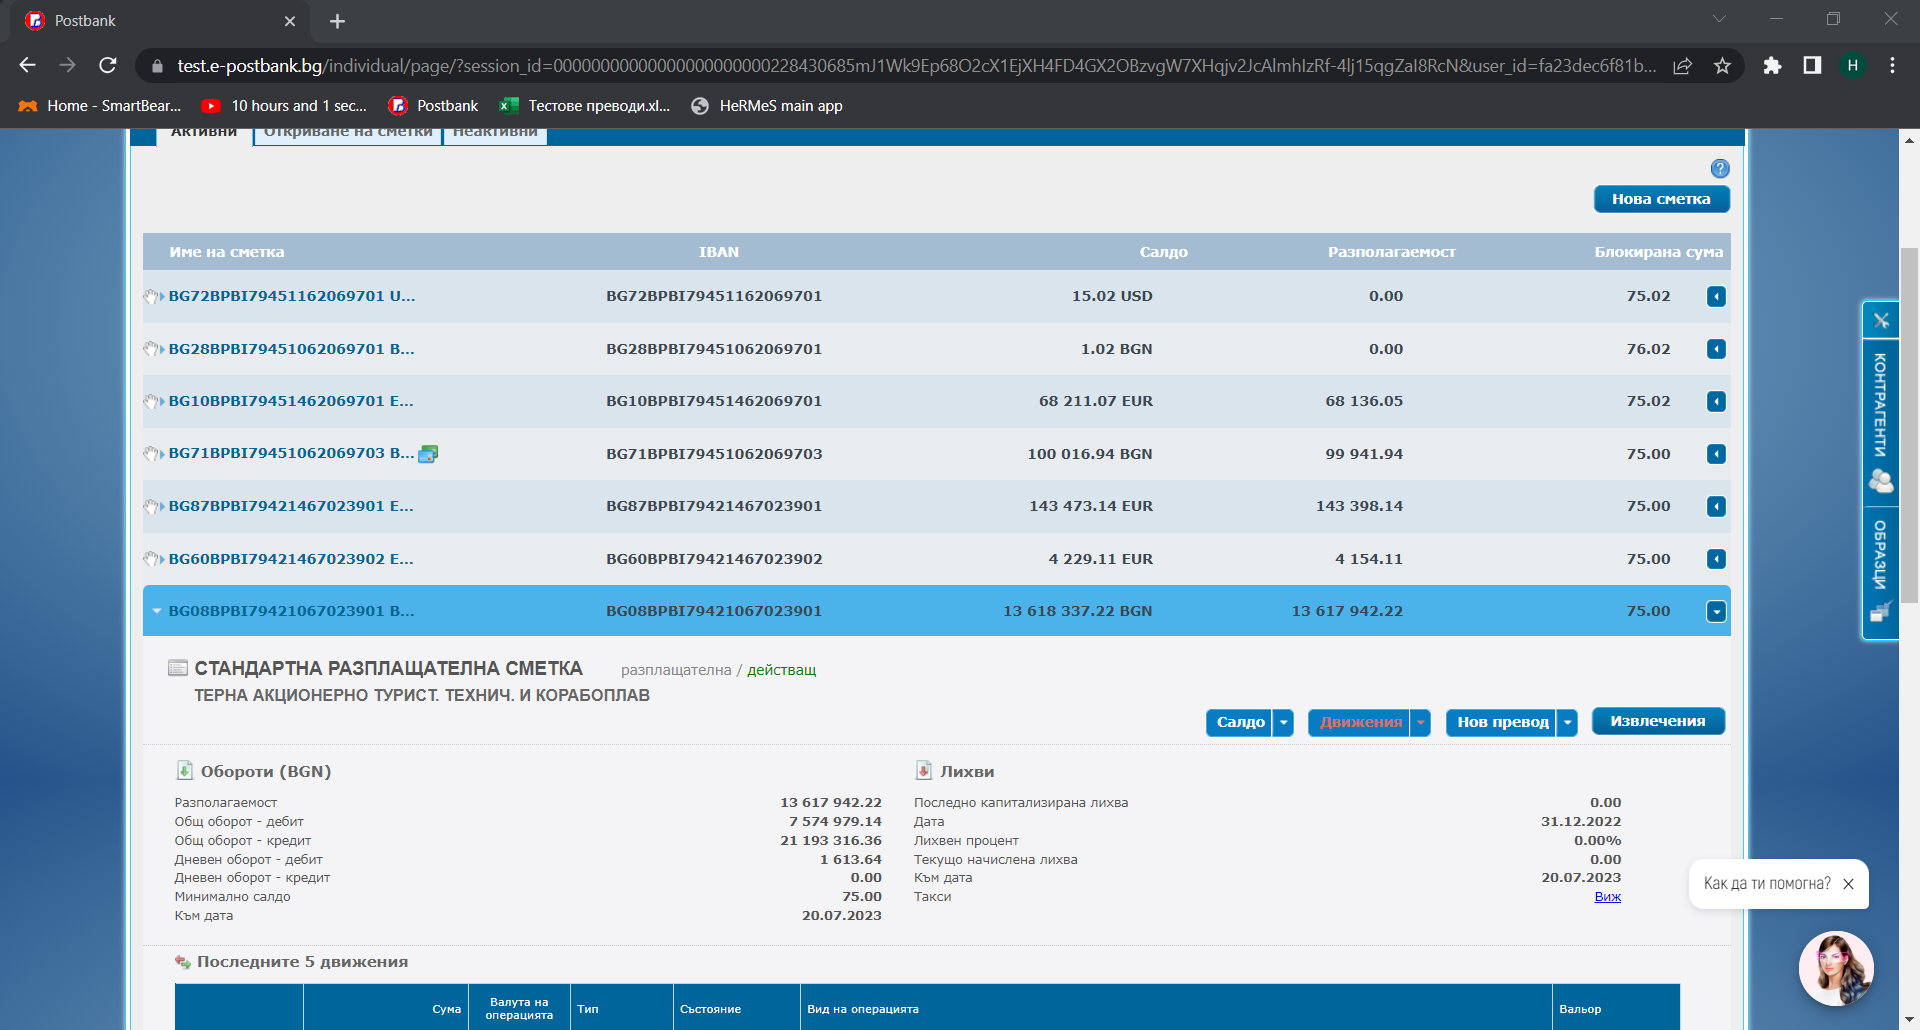 Postbank
test.e-postbank.bg/individual/page/?session_id=
Home - SmartBear...
10 hours and 1 sec...
Postbank
Тестове преводи.xl...
HeRMeS main app
H
Активни
Откриване на сметки
Неактивни
?
Нова сметка
Име на сметка IBAN Салдо Разполагаемост Блокирана сума
BG72BPBI79451162069701 U... BG72BPBI79451162069701 15.02 USD 0.00 75.02
BG28BPBI79451062069701 B... BG28BPBI79451062069701 1.02 BGN 0.00 76.02
BG10BPBI79451462069701 E... BG10BPBI79451462069701 68 211.07 EUR 68 136.05 75.02
BG71BPBI79451062069703 B... BG71BPBI79451062069703 100 016.94 BGN 99 941.94 75.00
BG87BPBI79421467023901 E... BG87BPBI79421467023901 143 473.14 EUR 143 398.14 75.00
BG60BPBI79421467023902 E... BG60BPBI79421467023902 4 229.11 EUR 4 154.11 75.00
BG08BPBI79421067023901 B... BG08BPBI79421067023901 13 618 337.22 BGN 13 617 942.22 75.00
СТАНДАРТНА РАЗПЛАЩАТЕЛНА СМЕТКА разплащателна / действащ
ТЕРНА АКЦИОНЕРНО ТУРИСТ. ТЕХНИЧ. И КОРАБОПЛАВ
Салдо Движения Нов превод Извлечения
Обороти (BGN)
Разполагаемост 13 617 942.22
Общ оборот - дебит 7 574 979.14
Общ оборот - кредит 21 193 316.36
Дневен оборот - дебит 1 613.64
Дневен оборот - кредит 0.00
Минимално салдо 75.00
Към дата 20.07.2023
Лихви
Последно капитализирана лихва 0.00
Дата 31.12.2022
Лихвен процент 0.00%
Текущо начислена лихва 0.00
Към дата 20.07.2023
Такси Виж
Последните 5 движения
Сума Валута на операцията Тип Състояние Вид на операцията Вальор
КОНТРАГЕНТИ
ОБРАЗЦИ
Как да ти помогна?